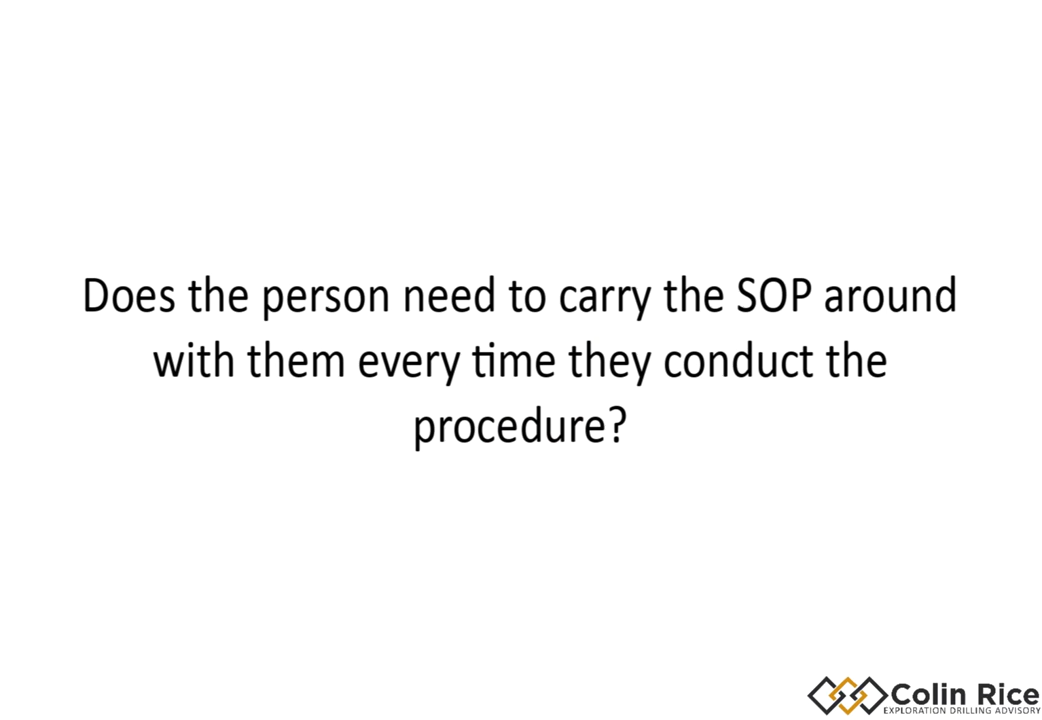 Does the person need to carry the SOP around
with them every time they conduct the
procedure?
Colin Rice
EXPLORATION DRILLING ADVISORY